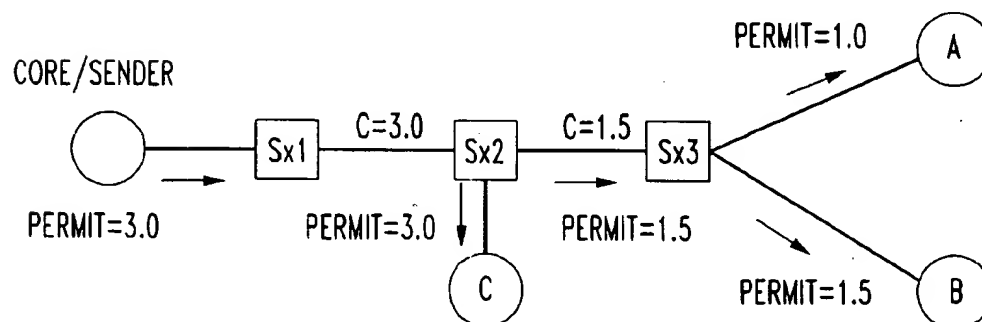 PERMIT=1.0
A
CORE/SENDER
Sx1
C=3.0
Sx2
C=1.5
Sx3
PERMIT=3.0
PERMIT=3.0
PERMIT=1.5
C
PERMIT=1.5
B